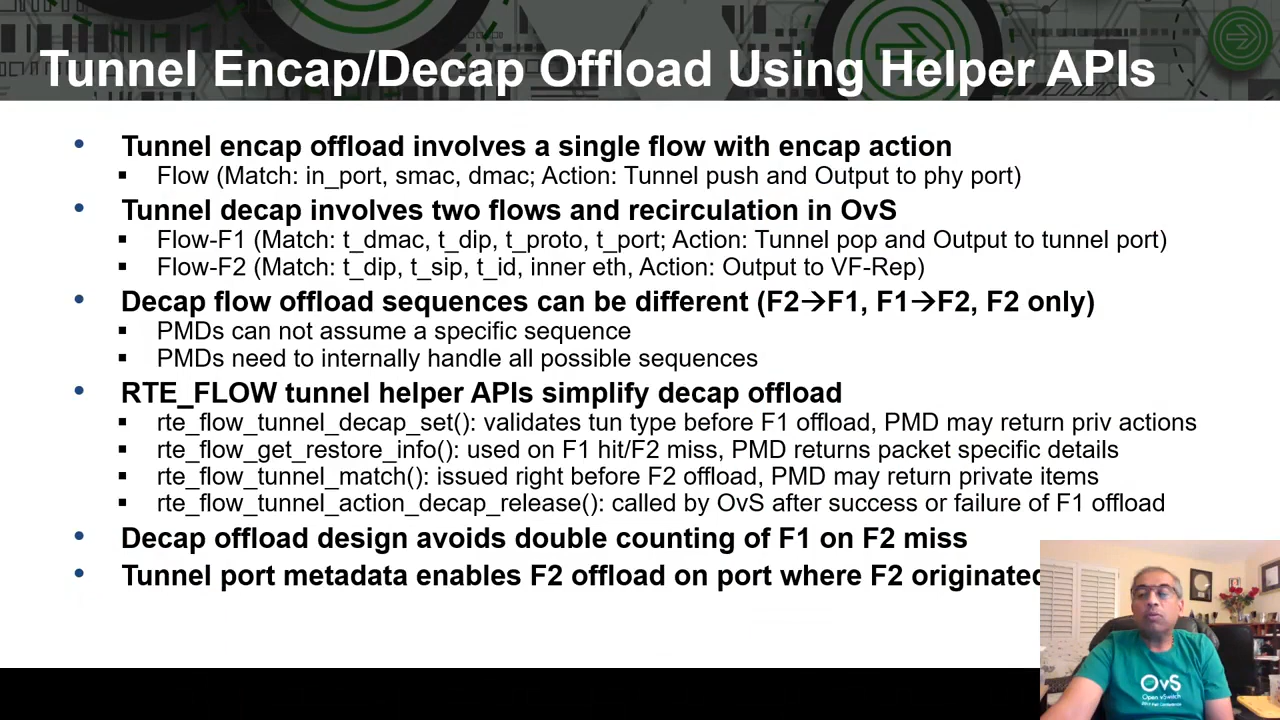 Tunnel Encap/Decap Offload Using Helper APIs
• Tunnel encap offload involves a single flow with encap action
▪ Flow (Match: in_port, smac, dmac; Action: Tunnel push and Output to phy port)
• Tunnel decap involves two flows and recirculation in OvS
▪ Flow-F1 (Match: t_dmac, t_dip, t_proto, t_port; Action: Tunnel pop and Output to tunnel port)
▪ Flow-F2 (Match: t_dip, t_sip, t_id, inner eth, Action: Output to VF-Rep)
• Decap flow offload sequences can be different (F2→F1, F1→F2, F2 only)
▪ PMDs can not assume a specific sequence
▪ PMDs need to internally handle all possible sequences
• RTE_FLOW tunnel helper APIs simplify decap offload
▪ rte_flow_tunnel_decap_set(): validates tun type before F1 offload, PMD may return priv actions
▪ rte_flow_get_restore_info(): used on F1 hit/F2 miss, PMD returns packet specific details
▪ rte_flow_tunnel_match(): issued right before F2 offload, PMD may return private items
▪ rte_flow_tunnel_action_decap_release(): called by OvS after success or failure of F1 offload
• Decap offload design avoids double counting of F1 on F2 miss
• Tunnel port metadata enables F2 offload on port where F2 originated
OvS
Open vSwitch